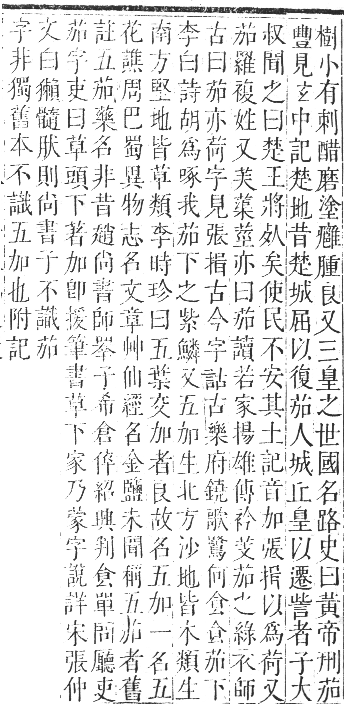 樹小有刺醋磨塗癰腫良又三皇之世國名路史曰黃帝州茄
豐見玄中記楚地昔楚城屈以復茄人城丘皇以遷訾者子大
叔聞之曰楚王將死矣使民不安其土記音加張揖以爲荷又
茄羅複姓又芙蕖莖亦曰茄讀若家揚雄傳衿芰茄之綠衣師
古曰茄亦荷字見張揖古今字詁古樂府鐃歌鷺何食食茄下
李白詩胡爲啄我茄下之紫鱗又五加生北方沙地皆木類生
南方堅地皆草類李時珍曰五葉交加者良故名五加一名五
花譙周巴蜀異物志名文章艸仙經名金鹽未聞稱五茄者舊
註五茄藥名非昔趙尙書師子希倉倅紹興判食單問廳吏
茄字吏曰草頭下著加卽援筆書草下家乃蒙字說詳宋張仲
文白獺髓肰則尙書子不識茄
字非獨舊本不識五加也附記